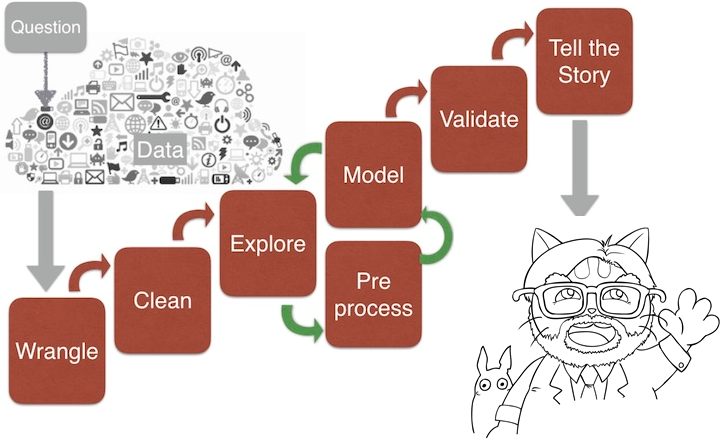 Question
Data
Wrangle
Clean
Explore
Pre
process
Model
Validate
Tell the
Story